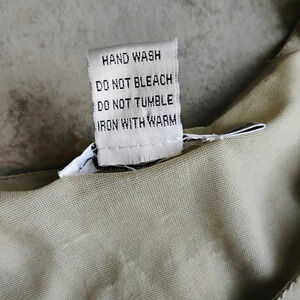 HAND WASH
DO NOT BLEACH
DO NOT TUMBLE
IRON WITH WARM